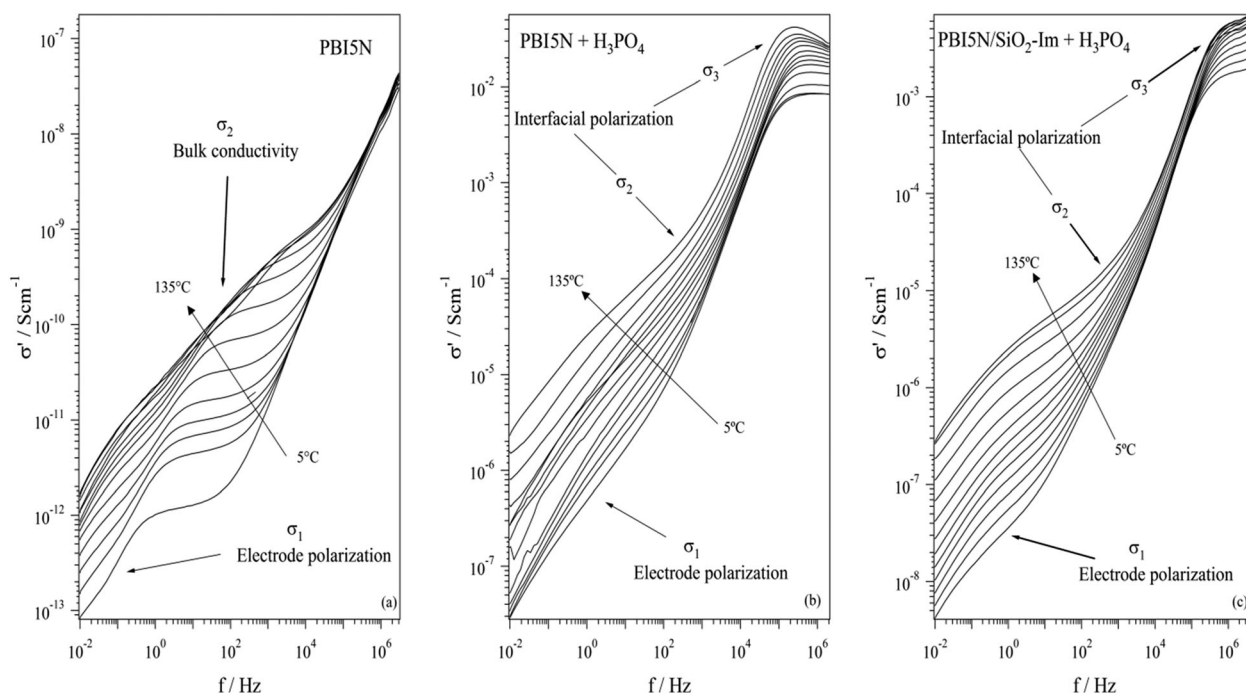 PBI5N
σ2
Bulk conductivity
135ºC
5ºC
σ1
Electrode polarization
(a)
σ' / Scm-1
10-7
10-8
10-9
10-10
10-11
10-12
10-13
10-2
100
102
104
106
f / Hz
PBI5N + H3PO4
σ3
Interfacial polarization
σ2
135ºC
5ºC
σ1
Electrode polarization
(b)
σ' / Scm-1
10-2
10-3
10-4
10-5
10-6
10-7
10-2
100
102
104
106
f / Hz
PBI5N/SiO2-Im + H3PO4
σ3
Interfacial polarization
σ2
135ºC
5ºC
σ1
Electrode polarization
(c)
σ' / Scm-1
10-3
10-4
10-5
10-6
10-7
10-8
10-2
100
102
104
106
f / Hz